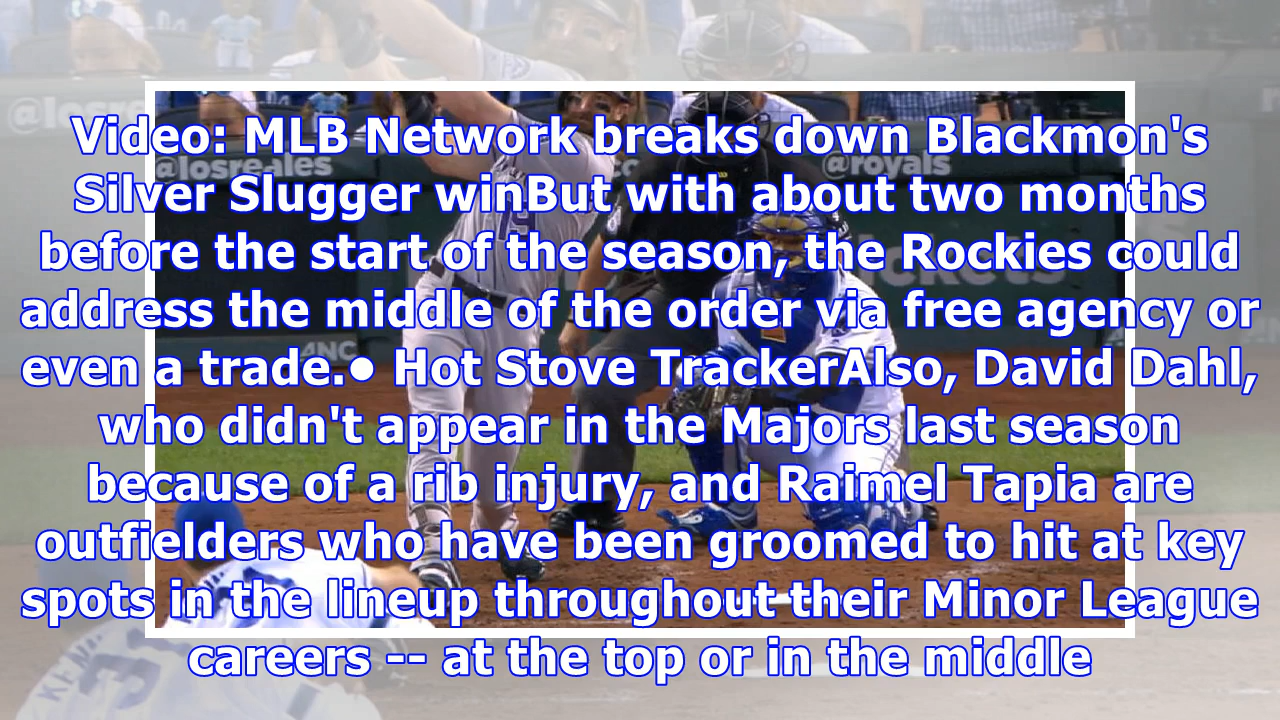 Video: MLB Network breaks down Blackmon's
Silver Slugger winBut with about two months
before the start of the season, the Rockies could
address the middle of the order via free agency or
even a trade.● Hot Stove TrackerAlso, David Dahl,
who didn't appear in the Majors last season
because of a rib injury, and Raimel Tapia are
outfielders who have been groomed to hit at key
spots in the lineup throughout their Minor League
careers -- at the top or in the middle
@losreales
@royals
19
31